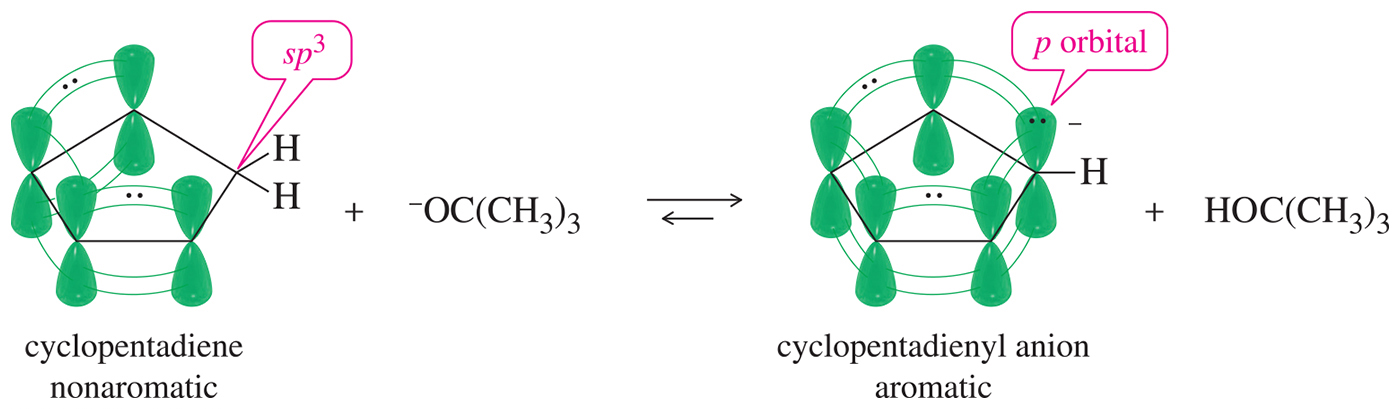 sp³
p orbital
H
H
+ ⁻OC(CH₃)₃
−
H
+ HOC(CH₃)₃
cyclopentadiene
nonaromatic
cyclopentadienyl anion
aromatic